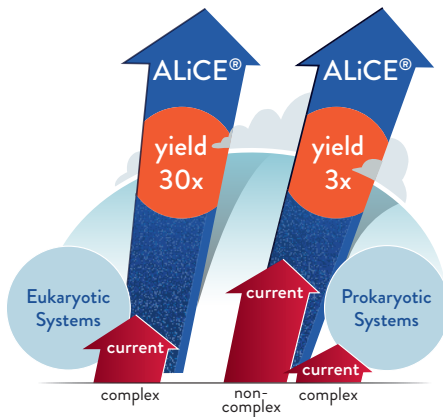 ALiCE®
yield
30x
ALiCE®
yield
3x
Eukaryotic
Systems
current
current
Prokaryotic
Systems
current
complex
non-
complex
complex